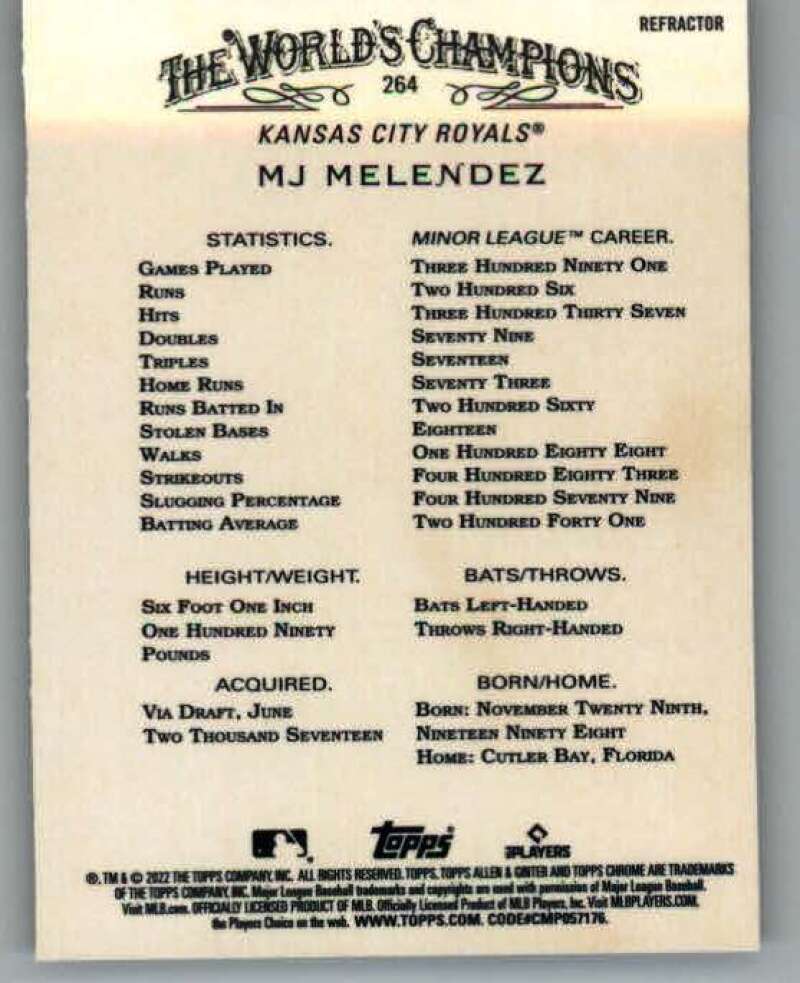 REFRACTOR
THE WORLD'S CHAMPIONS
264
KANSAS CITY ROYALS®
MJ MELENDEZ
STATISTICS. MINOR LEAGUE™ CAREER.
GAMES PLAYED THREE HUNDRED NINETY ONE
RUNS TWO HUNDRED SIX
HITS THREE HUNDRED THIRTY SEVEN
DOUBLES SEVENTY NINE
TRIPLES SEVENTEEN
HOME RUNS SEVENTY THREE
RUNS BATTED IN TWO HUNDRED SIXTY
STOLEN BASES EIGHTEEN
WALKS ONE HUNDRED EIGHTY EIGHT
STRIKEOUTS FOUR HUNDRED EIGHTY THREE
SLUGGING PERCENTAGE FOUR HUNDRED SEVENTY NINE
BATTING AVERAGE TWO HUNDRED FORTY ONE
HEIGHT/WEIGHT.
SIX FOOT ONE INCH
ONE HUNDRED NINETY
POUNDS
BATS/THROWS.
BATS LEFT-HANDED
THROWS RIGHT-HANDED
ACQUIRED.
VIA DRAFT, JUNE
TWO THOUSAND SEVENTEEN
BORN/HOME.
BORN: NOVEMBER TWENTY NINTH,
NINETEEN NINETY EIGHT
HOME: CUTLER BAY, FLORIDA
topps PLAYERS
®, TM & © 2022 THE TOPPS COMPANY, INC. ALL RIGHTS RESERVED. TOPPS, TOPPS ALLEN & GINTER AND TOPPS CHROME ARE TRADEMARKS
OF THE TOPPS COMPANY, INC. Major League Baseball trademarks and copyrights are used with permission of Major League Baseball.
Visit MLB.com. OFFICIALLY LICENSED PRODUCT OF MLB. Officially Licensed Product of MLB Players, Inc. Visit MLBPLAYERS.COM,
the Players Choice on the web. WWW.TOPPS.COM. CODE#CMP057176.